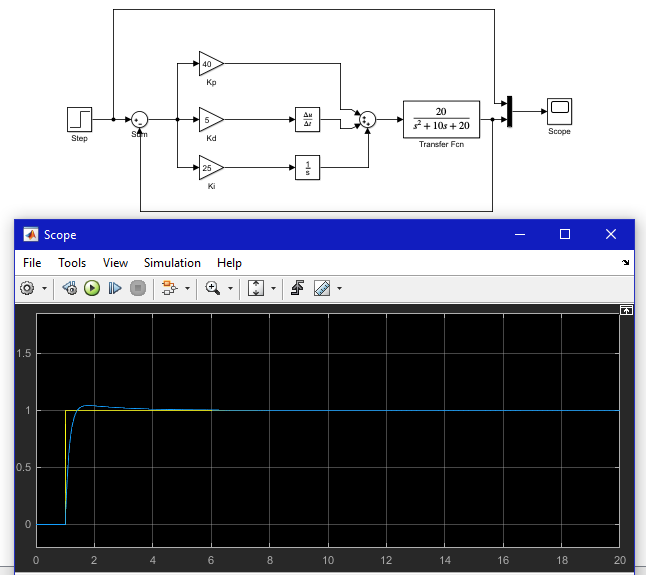 40
Kp
Step
Sum
5
Kd
Δu
Δt
20
s² + 10s + 20
Transfer Fcn
Scope
25
Ki
1
s
Scope
File Tools View Simulation Help
1.5
1
0.5
0
0 2 4 6 8 10 12 14 16 18 20